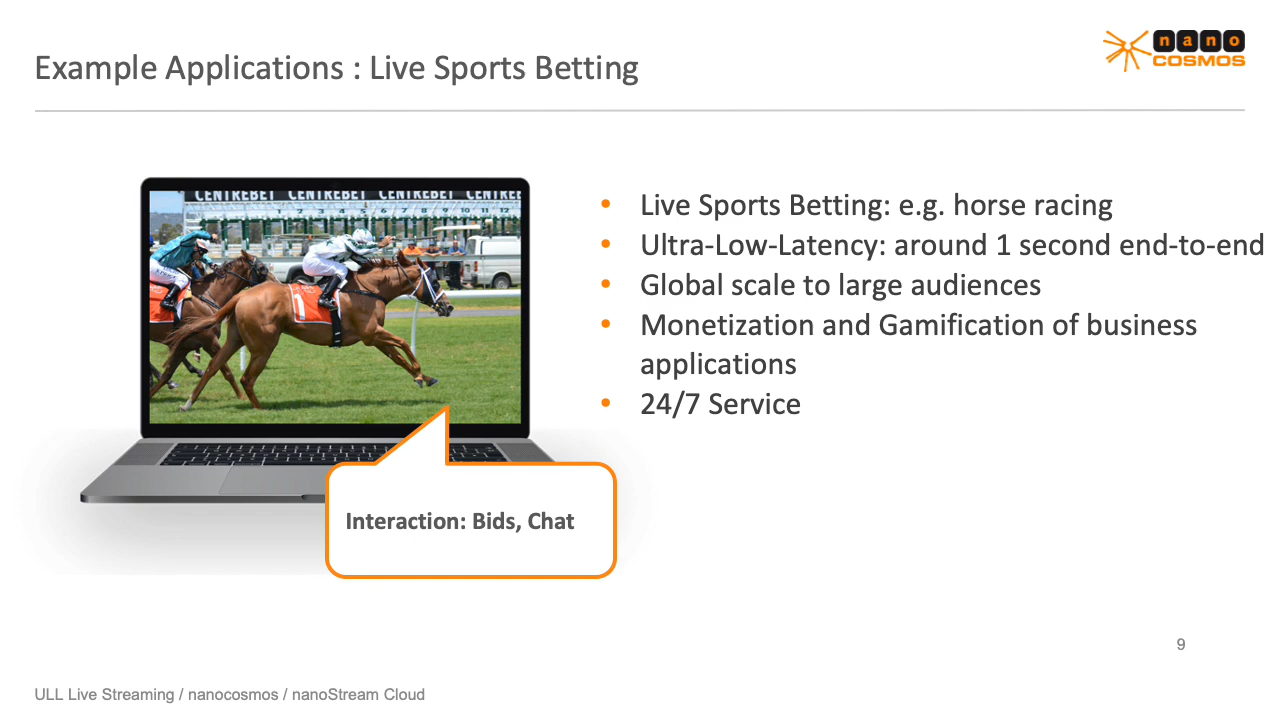 Example Applications : Live Sports Betting
nano
COSMOS
CENTREBET CENTREBET CENTREBET
1
• Live Sports Betting: e.g. horse racing
• Ultra-Low-Latency: around 1 second end-to-end
• Global scale to large audiences
• Monetization and Gamification of business
applications
• 24/7 Service
Interaction: Bids, Chat
9
ULL Live Streaming / nanocosmos / nanoStream Cloud